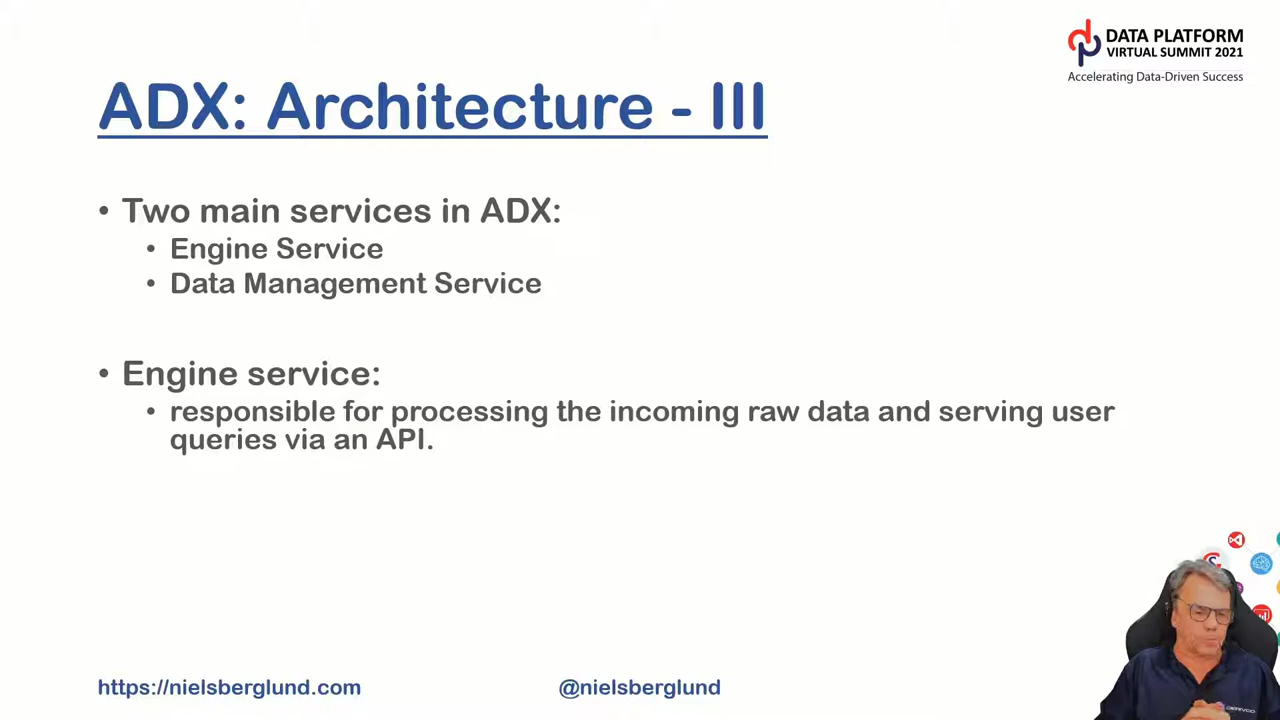 DATA PLATFORM
VIRTUAL SUMMIT 2021
Accelerating Data-Driven Success
ADX: Architecture - III
• Two main services in ADX:
• Engine Service
• Data Management Service
• Engine service:
• responsible for processing the incoming raw data and serving user
queries via an API.
https://nielsberglund.com
@nielsberglund
DERIVCO